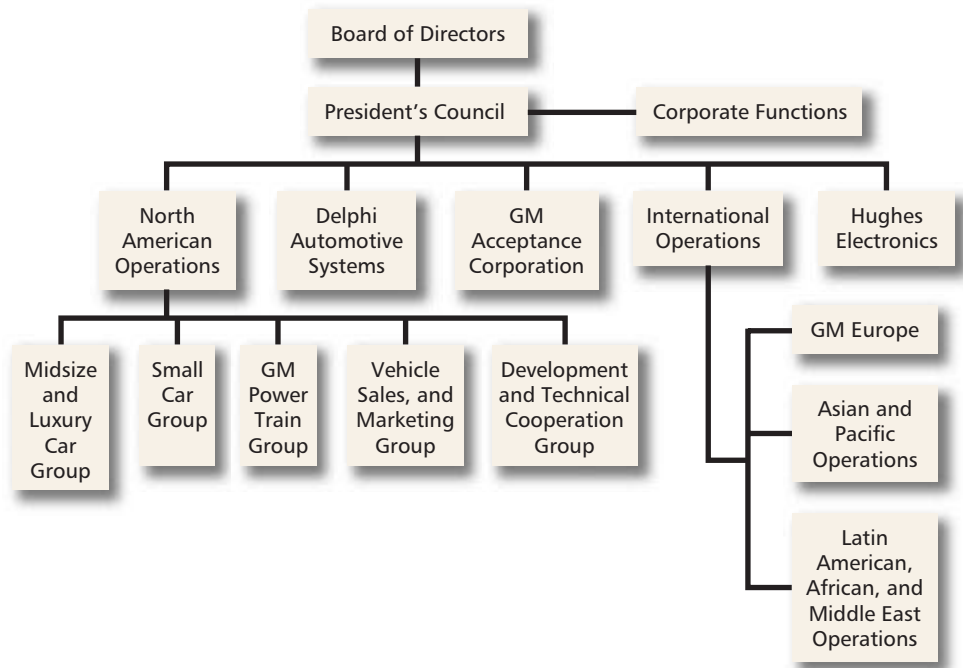 Board of Directors
President's Council
Corporate Functions
North
American
Operations
Delphi
Automotive
Systems
GM
Acceptance
Corporation
International
Operations
Hughes
Electronics
Midsize
and
Luxury
Car
Group
Small
Car
Group
GM
Power
Train
Group
Vehicle
Sales, and
Marketing
Group
Development
and Technical
Cooperation
Group
GM Europe
Asian and
Pacific
Operations
Latin
American,
African, and
Middle East
Operations